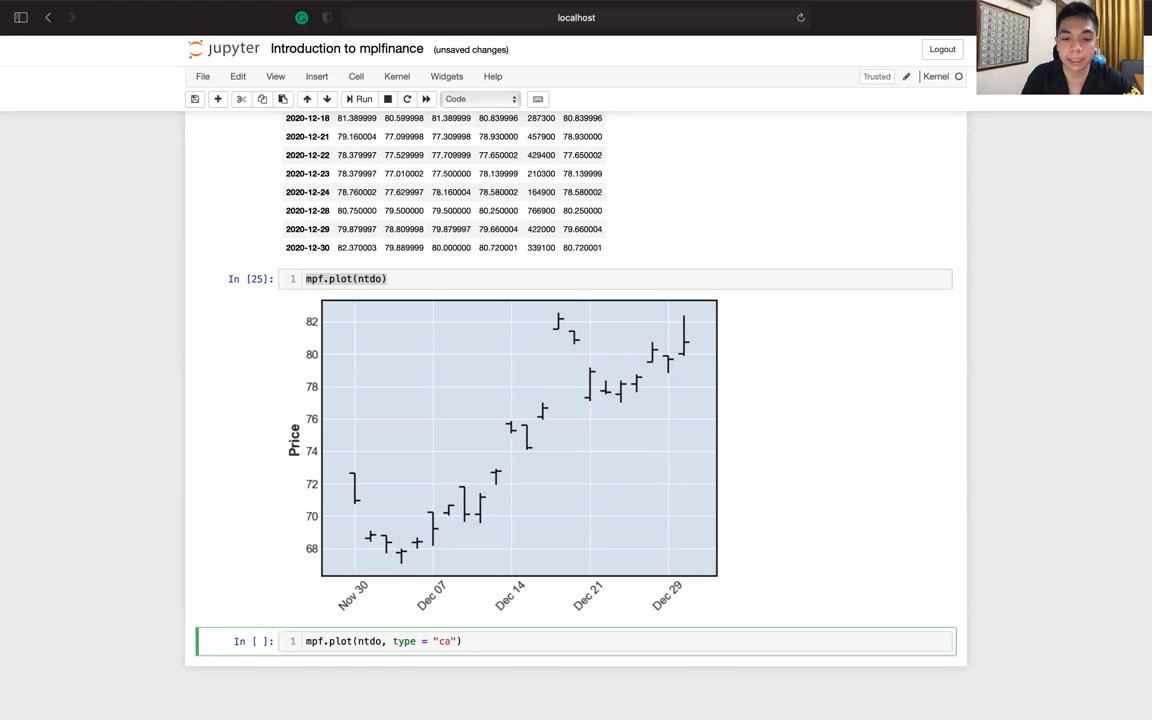 localhost
jupyter Introduction to mplfinance (unsaved changes)
Logout
File Edit View Insert Cell Kernel Widgets Help
Trusted Kernel
Run Code
2020-12-18 81.389999 80.599998 81.389999 80.839996 287300 80.839996
2020-12-21 79.160004 77.099998 77.309998 78.930000 457900 78.930000
2020-12-22 78.379997 77.529999 77.709999 77.650002 429400 77.650002
2020-12-23 78.379997 77.010002 77.500000 78.139999 210300 78.139999
2020-12-24 78.760002 77.629997 78.160004 78.580002 164900 78.580002
2020-12-28 80.750000 79.500000 79.500000 80.250000 766900 80.250000
2020-12-29 79.879997 78.809998 79.879997 79.660004 422000 79.660004
2020-12-30 82.370003 79.889999 80.000000 80.720001 339100 80.720001
In [25]: 1 mpf.plot(ntdo)
82
80
78
76
74
72
70
68
Price
Nov 30 Dec 07 Dec 14 Dec 21 Dec 29
In [ ]: 1 mpf.plot(ntdo, type = "ca")